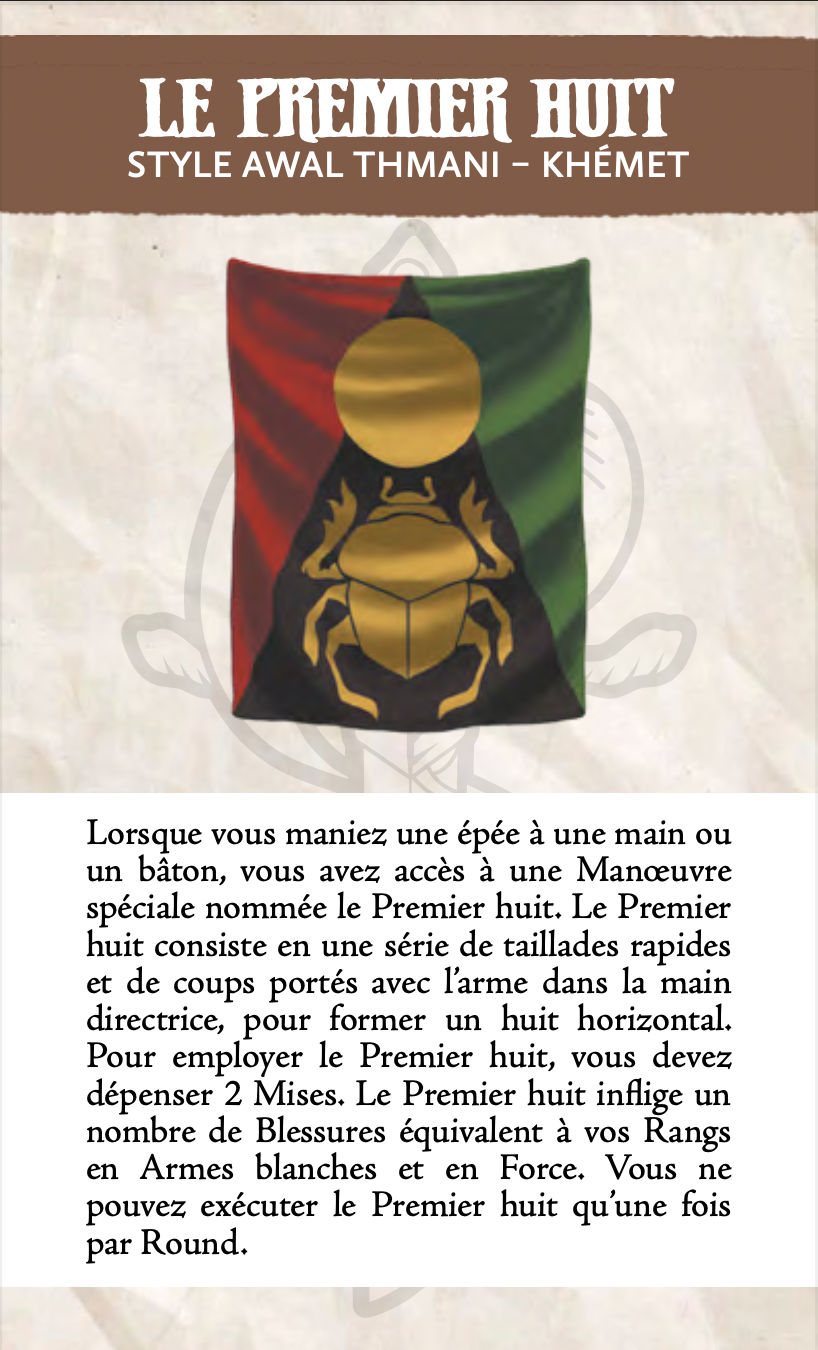 LE PREMIER HUIT
STYLE AWAL THMANI – KHÉMET
Lorsque vous maniez une épée à une main ou
un bâton, vous avez accès à une Manœuvre
spéciale nommée le Premier huit. Le Premier
huit consiste en une série de taillades rapides
et de coups portés avec l’arme dans la main
directrice, pour former un huit horizontal.
Pour employer le Premier huit, vous devez
dépenser 2 Mises. Le Premier huit inflige un
nombre de Blessures équivalent à vos Rangs
en Armes blanches et en Force. Vous ne
pouvez exécuter le Premier huit qu’une fois
par Round.